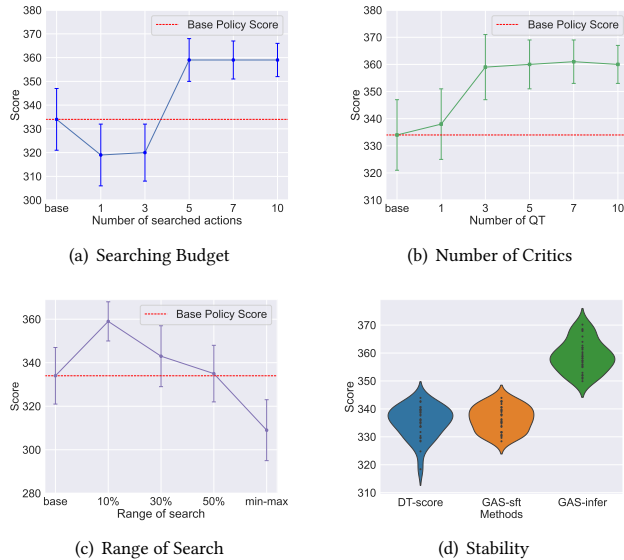 360
370
360
350
340
330
320
310
300
Score
Base Policy Score
base
1
3
5
7
10
Number of searched actions
(a) Searching Budget
380
370
360
350
340
330
320
310
Score
Base Policy Score
base
1
3
5
7
10
Number of QT
(b) Number of Critics
360
340
320
300
280
Score
Base Policy Score
base
10%
30%
50%
min-max
Range of search
(c) Range of Search
370
360
350
340
330
320
310
Score
DT-score
GAS-sft
GAS-infer
Methods
(d) Stability